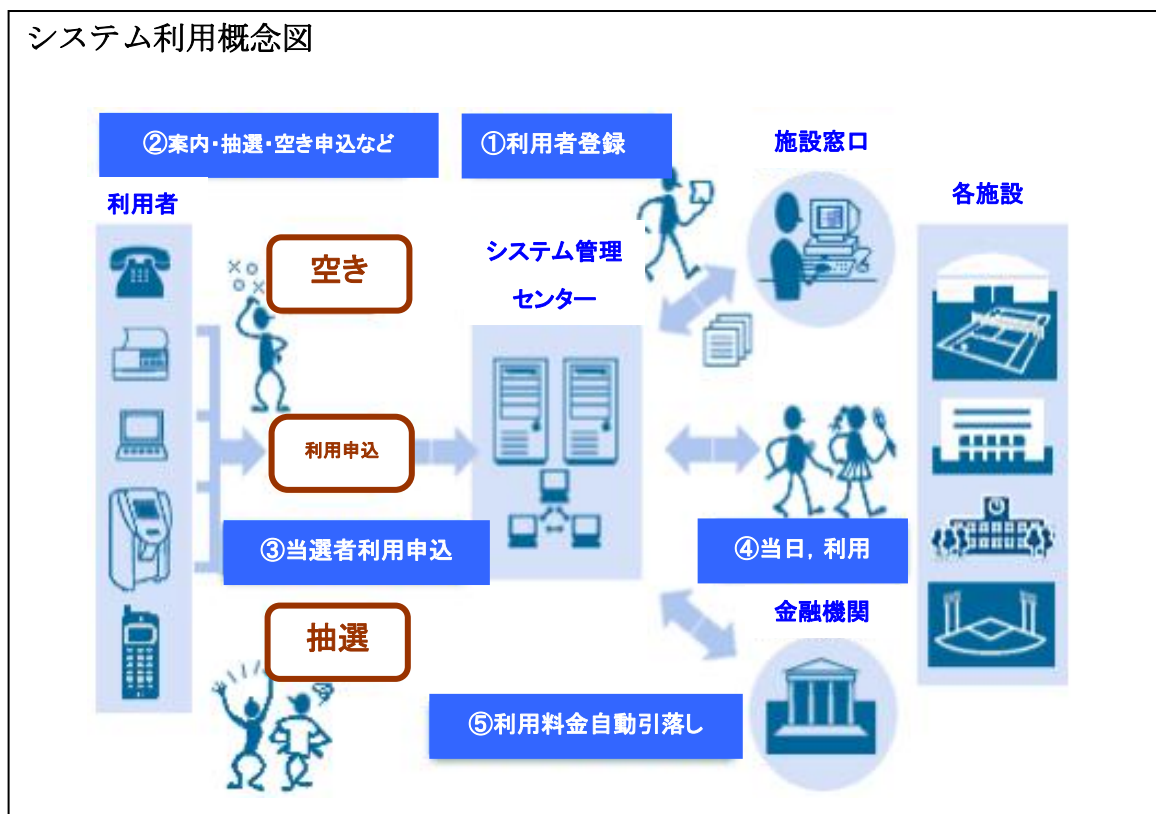 システム利用概念図
②案内・抽選・空き申込など
①利用者登録
施設窓口
利用者
各施設
システム管理
センター
空き
利用申込
③当選者利用申込
④当日，利用
抽選
金融機関
⑤利用料金自動引落し